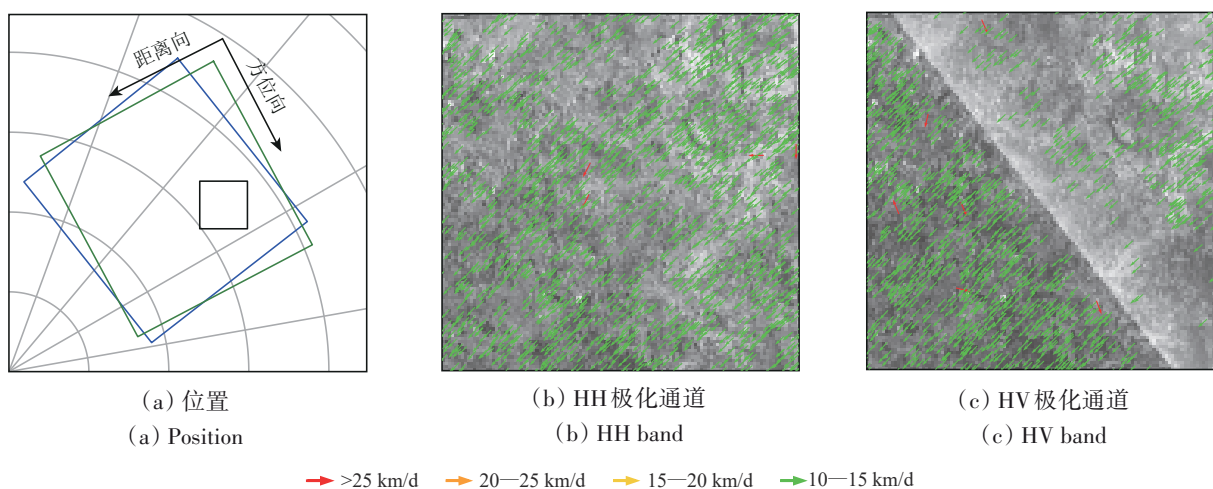 距离向
方位向
(a) 位置
(a) Position
(b) HH极化通道
(b) HH band
(c) HV极化通道
(c) HV band
>25 km/d 20—25 km/d 15—20 km/d 10—15 km/d